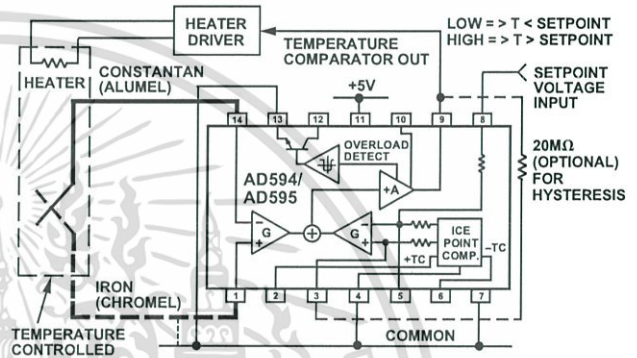 HEATER
DRIVER
LOW = > T < SETPOINT
HIGH = > T > SETPOINT
TEMPERATURE
COMPARATOR OUT
HEATER
CONSTANTAN
(ALUMEL)
+5V
SETPOINT
VOLTAGE
INPUT
14
13
12
11
10
9
8
OVERLOAD
DETECT
20MΩ
(OPTIONAL)
FOR
HYSTERESIS
AD594/
AD595
+A
– G +
G – +
ICE
POINT
COMP.
–TC
+TC
IRON
(CHROMEL)
1
2
3
4
5
6
7
COMMON
TEMPERATURE
CONTROLLED